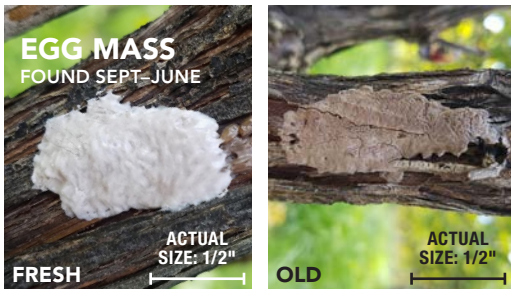 EGG MASS
FOUND SEPT–JUNE
ACTUAL
SIZE: 1/2"
FRESH
ACTUAL
SIZE: 1/2"
OLD